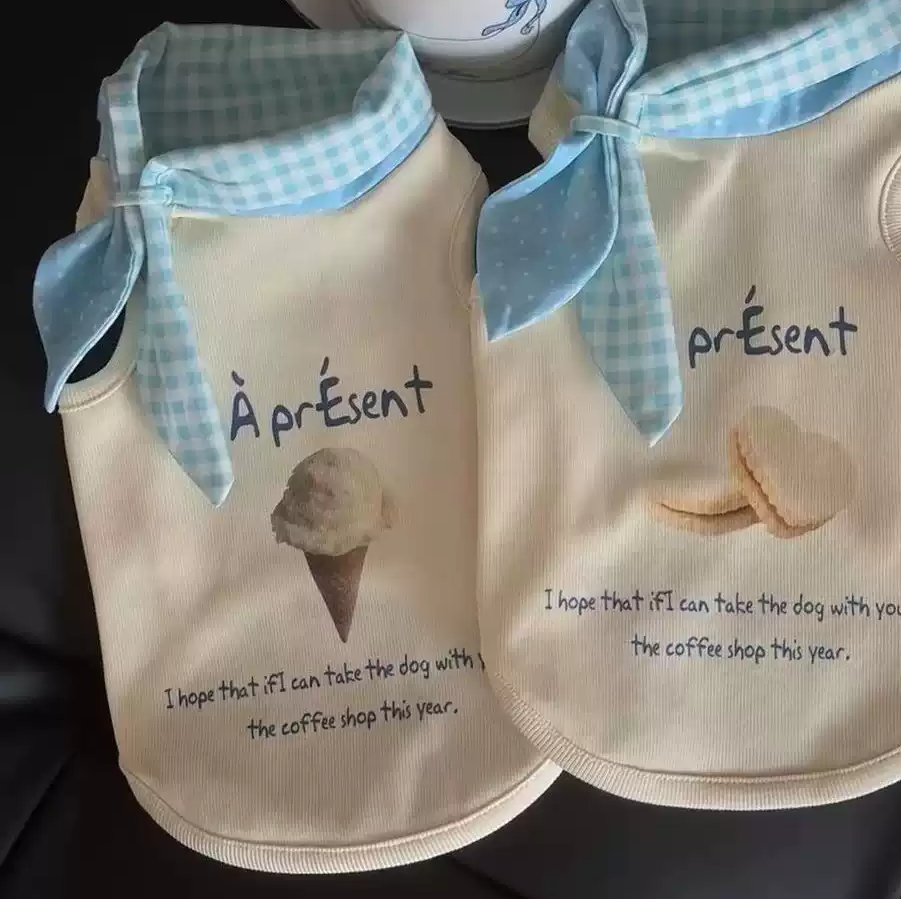 À prÉsent
I hope that ifI can take the dog with
the coffee shop this year.
prÉsent
I hope that ifI can take the dog with you
the coffee shop this year.